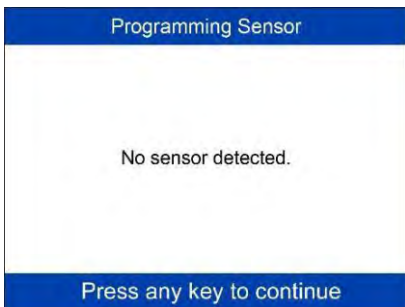 Programming Sensor
No sensor detected.
Press any key to continue